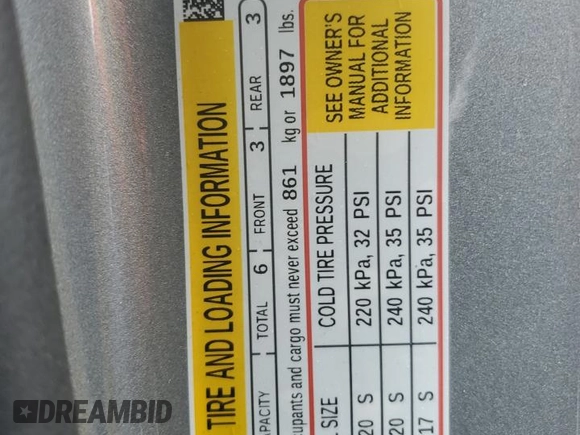 TIRE AND LOADING INFORMATION
TOTAL 6 FRONT 3 REAR 3
and cargo must never exceed 861 kg or 1897 lbs.
SIZE COLD TIRE PRESSURE
SEE OWNER'S
MANUAL FOR
ADDITIONAL
INFORMATION
20 S 220 kPa, 32 PSI
20 S 240 kPa, 35 PSI
17 S 240 kPa, 35 PSI
DREAMBID